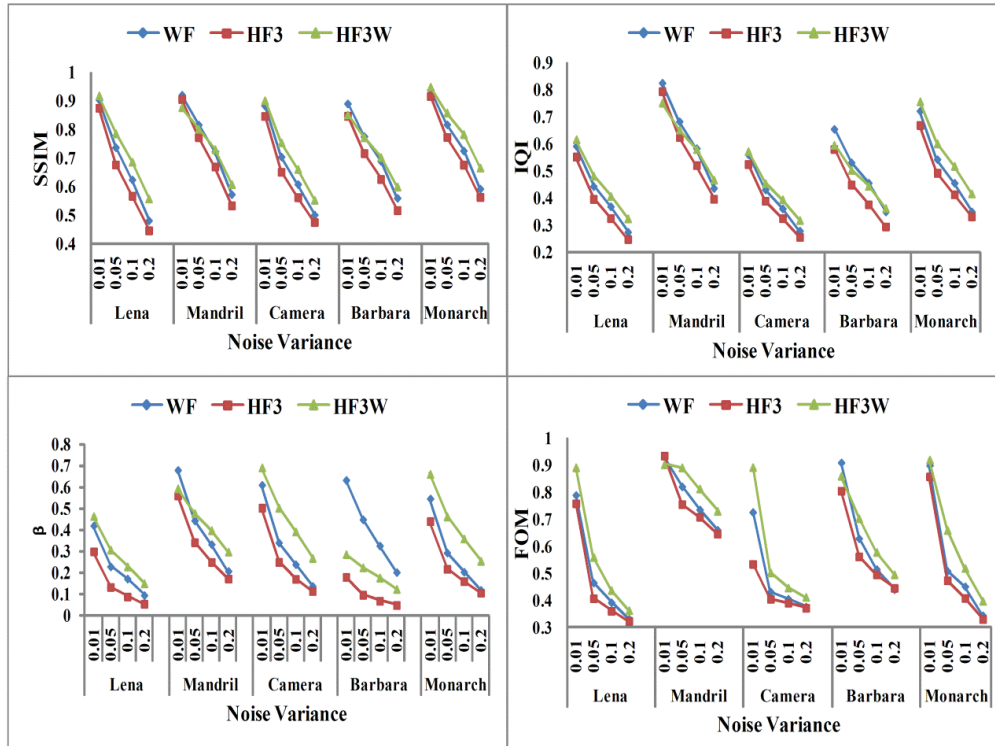 WF HF3 HF3W
SSIM
1
0.9
0.8
0.7
0.6
0.5
0.4
0.01 0.05 0.1 0.2 0.01 0.05 0.1 0.2 0.01 0.05 0.1 0.2 0.01 0.05 0.1 0.2 0.01 0.05 0.1 0.2
Lena Mandril Camera Barbara Monarch
Noise Variance
WF HF3 HF3W
IQI
0.9
0.8
0.7
0.6
0.5
0.4
0.3
0.2
0.01 0.05 0.1 0.2 0.01 0.05 0.1 0.2 0.01 0.05 0.1 0.2 0.01 0.05 0.1 0.2 0.01 0.05 0.1 0.2
Lena Mandril Camera Barbara Monarch
Noise Variance
WF HF3 HF3W
β
0.8
0.7
0.6
0.5
0.4
0.3
0.2
0.1
0
0.01 0.05 0.1 0.2 0.01 0.05 0.1 0.2 0.01 0.05 0.1 0.2 0.01 0.05 0.1 0.2 0.01 0.05 0.1 0.2
Lena Mandril Camera Barbara Monarch
Noise Variance
WF HF3 HF3W
FOM
1
0.9
0.8
0.7
0.6
0.5
0.4
0.3
0.01 0.05 0.1 0.2 0.01 0.05 0.1 0.2 0.01 0.05 0.1 0.2 0.01 0.05 0.1 0.2 0.01 0.05 0.1 0.2
Lena Mandril Camera Barbara Monarch
Noise Variance